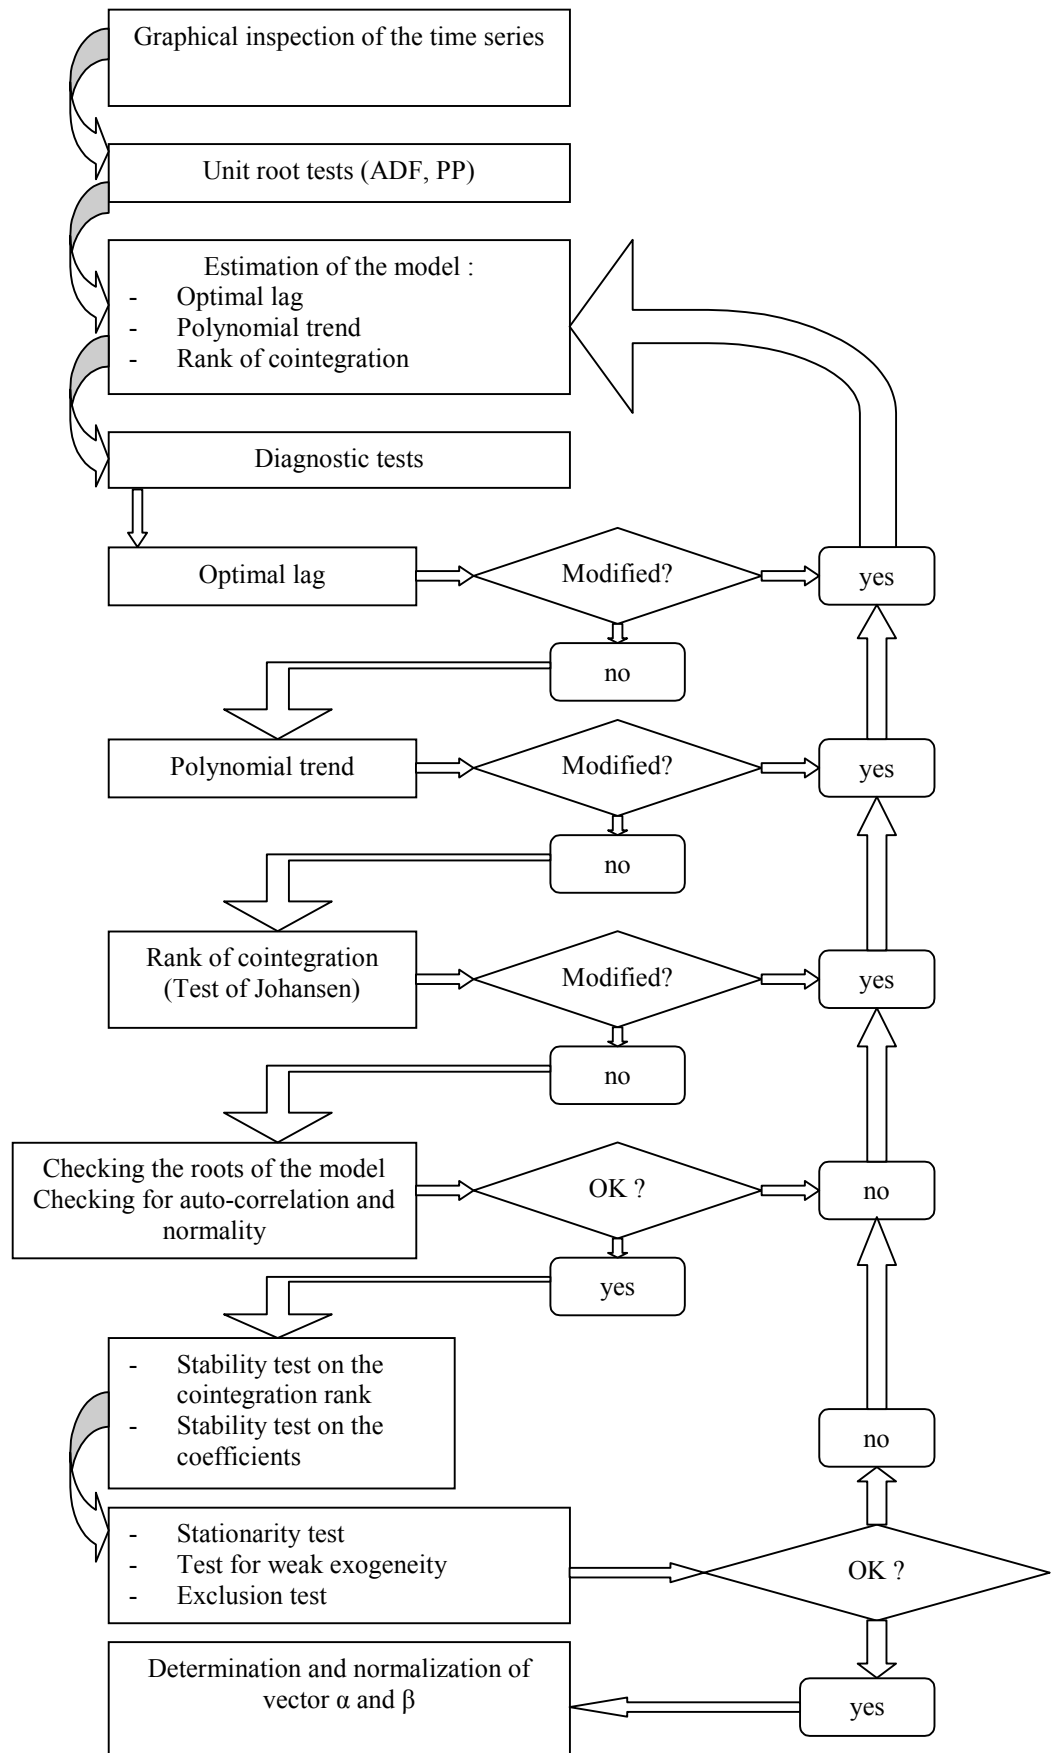 Graphical inspection of the time series
Unit root tests (ADF, PP)
Estimation of the model :
- Optimal lag
- Polynomial trend
- Rank of cointegration
Diagnostic tests
Optimal lag
Modified?
yes
no
Polynomial trend
Modified?
yes
no
Rank of cointegration
(Test of Johansen)
Modified?
yes
no
Checking the roots of the model
Checking for auto-correlation and
normality
OK ?
no
yes
- Stability test on the
cointegration rank
- Stability test on the
coefficients
no
- Stationarity test
- Test for weak exogeneity
- Exclusion test
OK ?
Determination and normalization of
vector α and β
yes